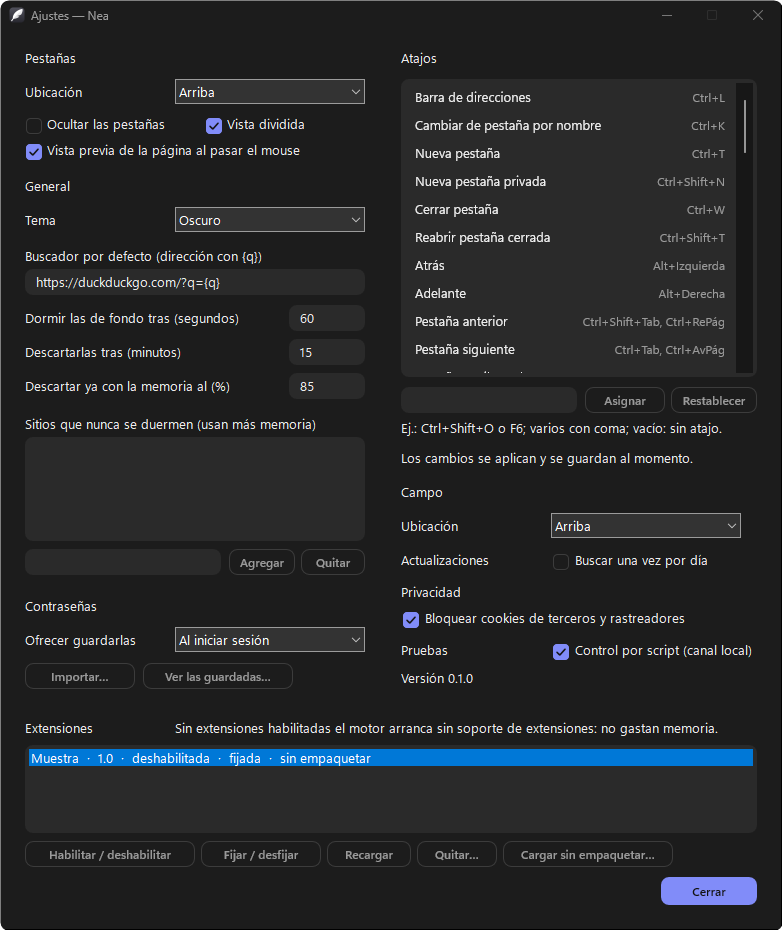 Ajustes — Nea
Pestañas
Ubicación
Arriba
Ocultar las pestañas
Vista dividida
Vista previa de la página al pasar el mouse
General
Tema
Oscuro
Buscador por defecto (dirección con {q})
https://duckduckgo.com/?q={q}
Dormir las de fondo tras (segundos)
60
Descartarlas tras (minutos)
15
Descartar ya con la memoria al (%)
85
Sitios que nunca se duermen (usan más memoria)
Agregar
Quitar
Contraseñas
Ofrecer guardarlas
Al iniciar sesión
Importar...
Ver las guardadas...
Atajos
Barra de direcciones Ctrl+L
Cambiar de pestaña por nombre Ctrl+K
Nueva pestaña Ctrl+T
Nueva pestaña privada Ctrl+Shift+N
Cerrar pestaña Ctrl+W
Reabrir pestaña cerrada Ctrl+Shift+T
Atrás Alt+Izquierda
Adelante Alt+Derecha
Pestaña anterior Ctrl+Shift+Tab, Ctrl+RePág
Pestaña siguiente Ctrl+Tab, Ctrl+AvPág
Asignar
Restablecer
Ej.: Ctrl+Shift+O o F6; varios con coma; vacío: sin atajo.
Los cambios se aplican y se guardan al momento.
Campo
Ubicación
Arriba
Actualizaciones
Buscar una vez por día
Privacidad
Bloquear cookies de terceros y rastreadores
Pruebas
Control por script (canal local)
Versión 0.1.0
Extensiones
Sin extensiones habilitadas el motor arranca sin soporte de extensiones: no gastan memoria.
Muestra · 1.0 · deshabilitada · fijada · sin empaquetar
Habilitar / deshabilitar
Fijar / desfijar
Recargar
Quitar...
Cargar sin empaquetar...
Cerrar